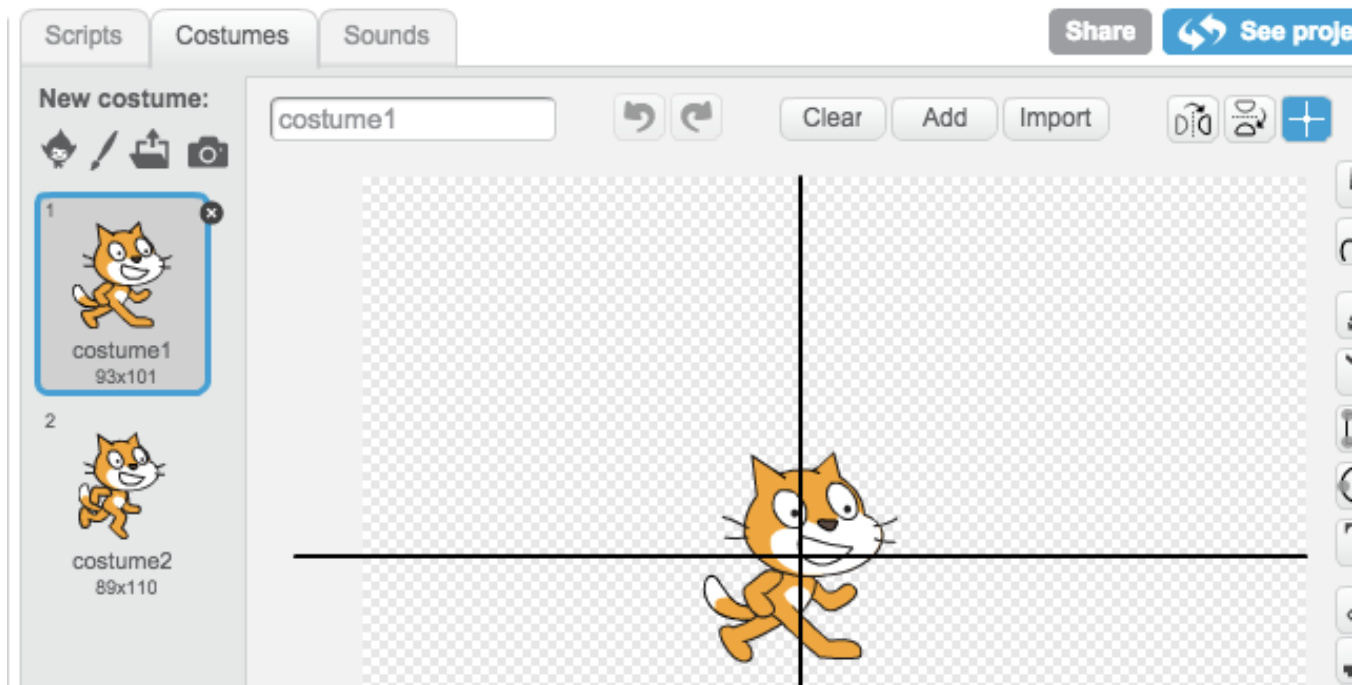 Scripts
Costumes
Sounds
Share
See proje
New costume:
costume1
Clear
Add
Import
1
costume1
93x101
2
costume2
89x110